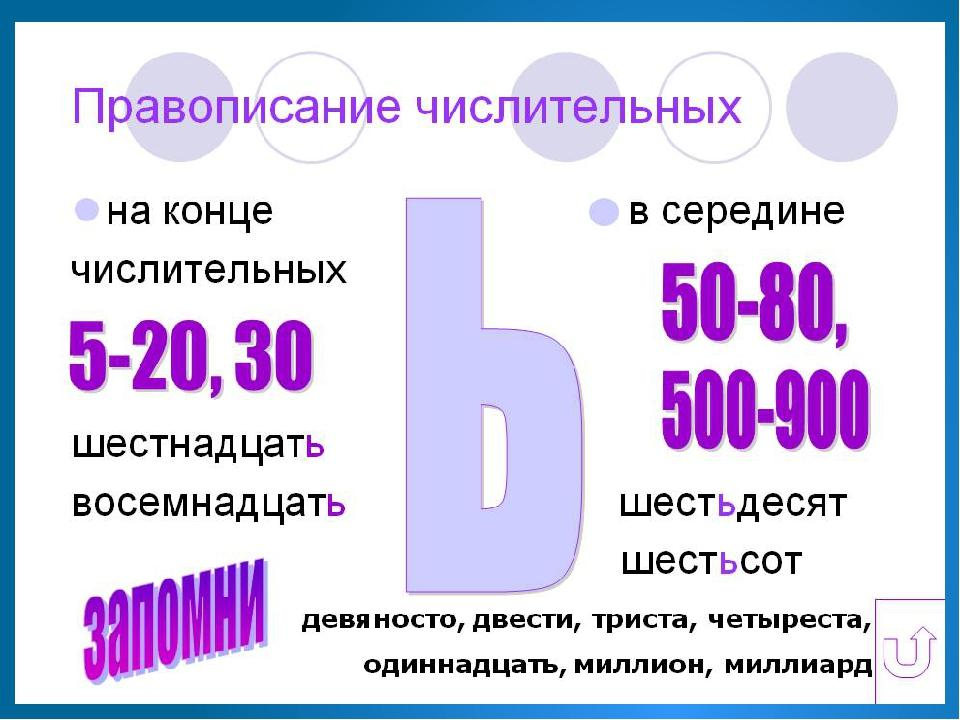 Правописание числительных
на конце
числительных
5-20, 30
шестнадцать
восемнадцать
ь
в середине
50-80,
500-900
шестьдесят
шестьсот
запомни
девяносто, двести, триста, четыреста,
одиннадцать, миллион, миллиард